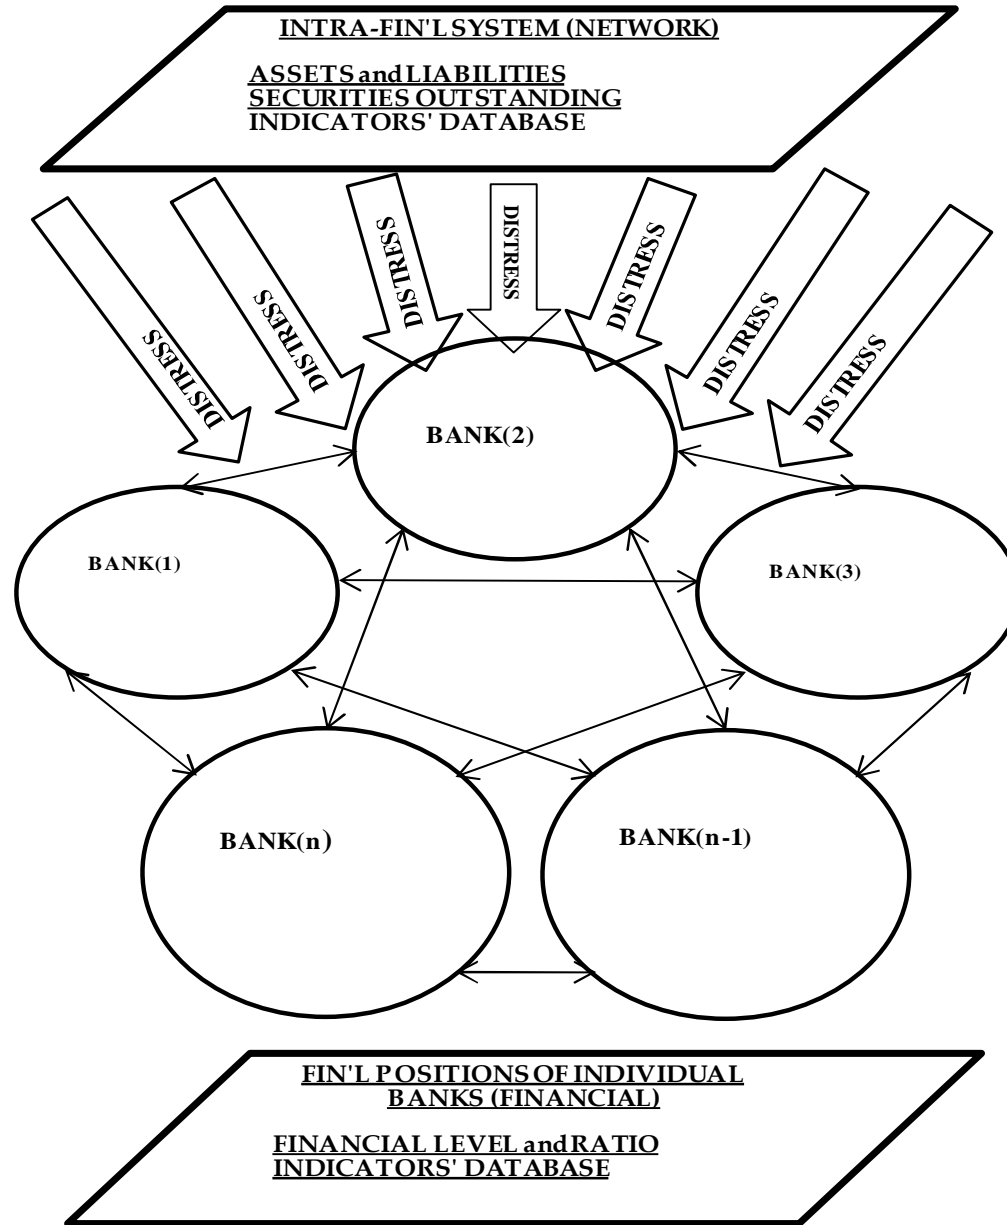 INTRA-FIN'L SYSTEM (NETWORK)
ASSETS and LIABILITIES
SECURITIES OUTSTANDING
INDICATORS' DATABASE
DISTRESS
DISTRESS
DISTRESS
DISTRESS
DISTRESS
DISTRESS
DISTRESS
BANK(2)
BANK(1)
BANK(3)
BANK(n)
BANK(n-1)
FIN'L POSITIONS OF INDIVIDUAL
BANKS (FINANCIAL)
FINANCIAL LEVEL and RATIO
INDICATORS' DATABASE